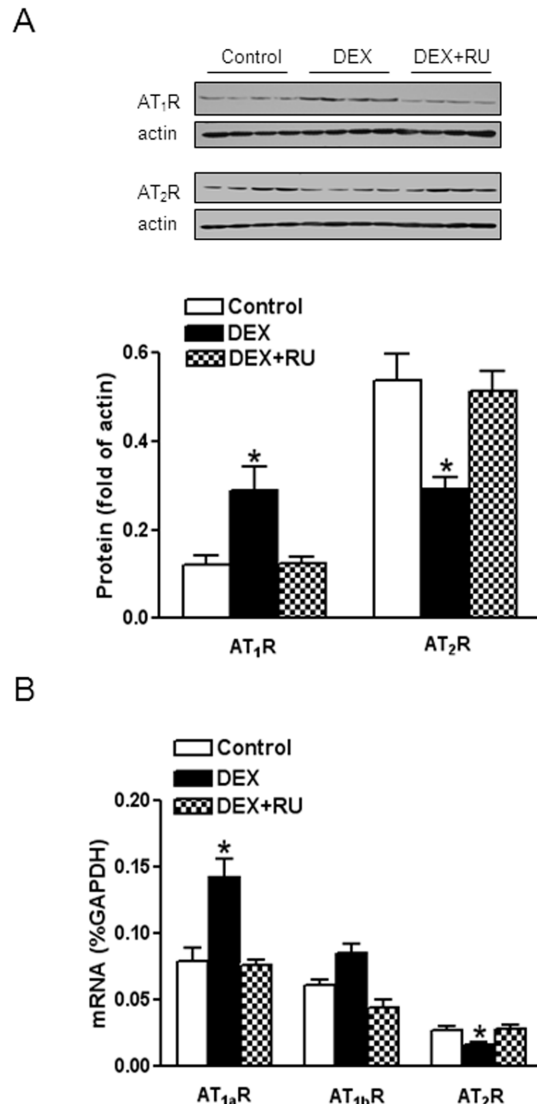 A
Control DEX DEX+RU
AT₁R
actin
AT₂R
actin
Control
DEX
DEX+RU
Protein (fold of actin)
0.6
0.4
0.2
0.0
*
*
AT₁R AT₂R
B
Control
DEX
DEX+RU
mRNA (%GAPDH)
0.20
0.15
0.10
0.05
0.00
*
*
AT₁ₐR AT₁bR AT₂R